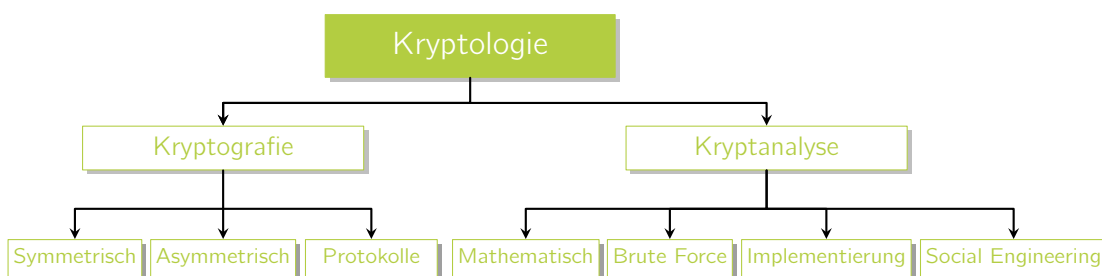 Kryptologie
Kryptografie
Kryptanalyse
Symmetrisch
Asymmetrisch
Protokolle
Mathematisch
Brute Force
Implementierung
Social Engineering